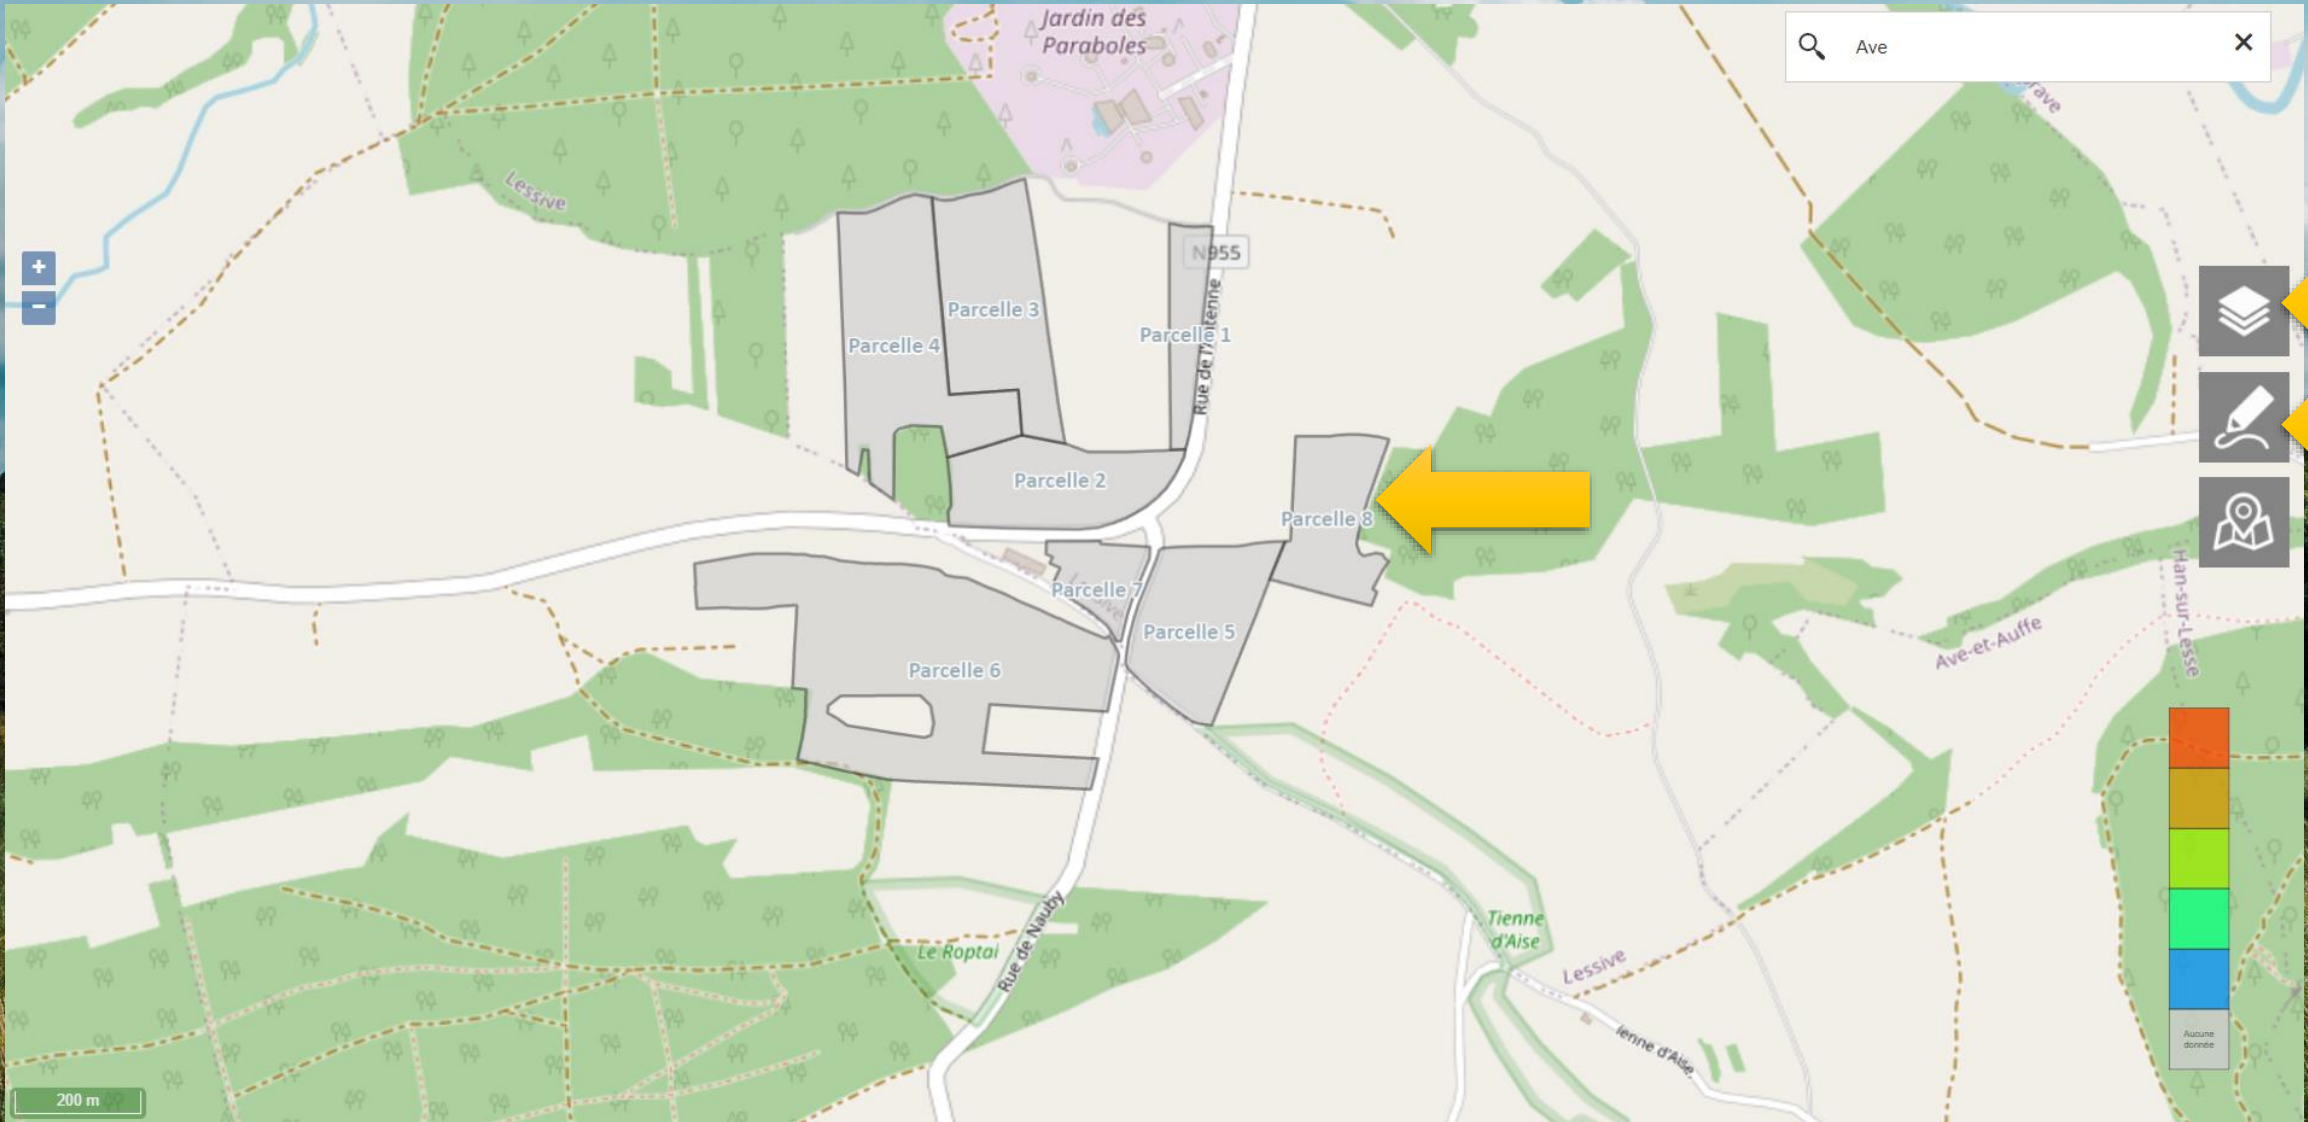 Jardin des
Paraboles
Ave
Lessive
N955
Rue de l'Antenne
Parcelle 3
Parcelle 1
Parcelle 4
Parcelle 2
Parcelle 8
Parcelle 7
Parcelle 5
Parcelle 6
Lessive
Han-sur-Lesse
Ave-et-Auffe
Le Roptai
Rue de Nauby
Tienne
d'Aise
Lessive
ienne d'Aise
Aucune
donnée
200 m
+
−